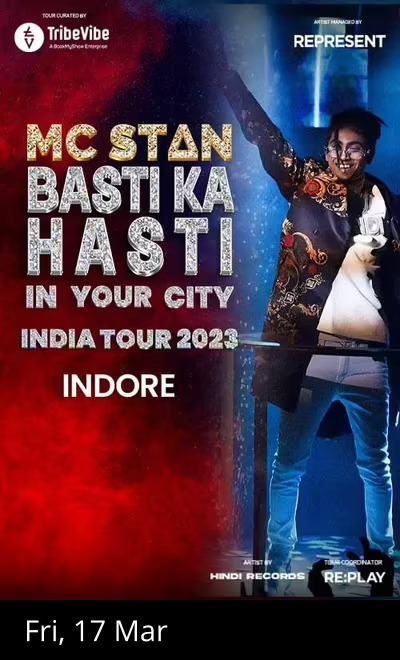 TOUR CURATED BY
TribeVibe
A BookMyShow Enterprise
ARTIST MANAGED BY
REPRESENT
MC STAN
BASTI KA
HASTI
IN YOUR CITY
INDIA TOUR 2023
INDORE
ARTIST BY
HINDI RECORDS
TOUR COORDINATOR
RE:PLAY
Fri, 17 Mar